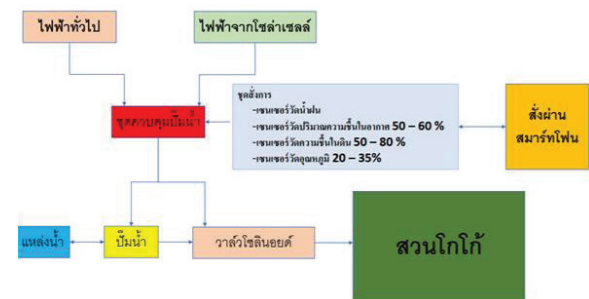 ไฟฟ้าทั่วไป
ไฟฟ้าจากโซล่าเซลล์
ชุดควบคุมปั๊มน้ำ
ชุดสั่งการ
-เซนเซอร์วัดน้ำฝน
-เซนเซอร์วัดปริมาณความชื้นในอากาศ 50 – 60 %
-เซนเซอร์วัดความชื้นในดิน 50 – 80 %
-เซนเซอร์วัดอุณหภูมิ 20 – 35%
สั่งผ่าน
สมาร์ทโฟน
แหล่งน้ำ
ปั๊มน้ำ
วาล์วโซลินอยด์
สวนโกโก้